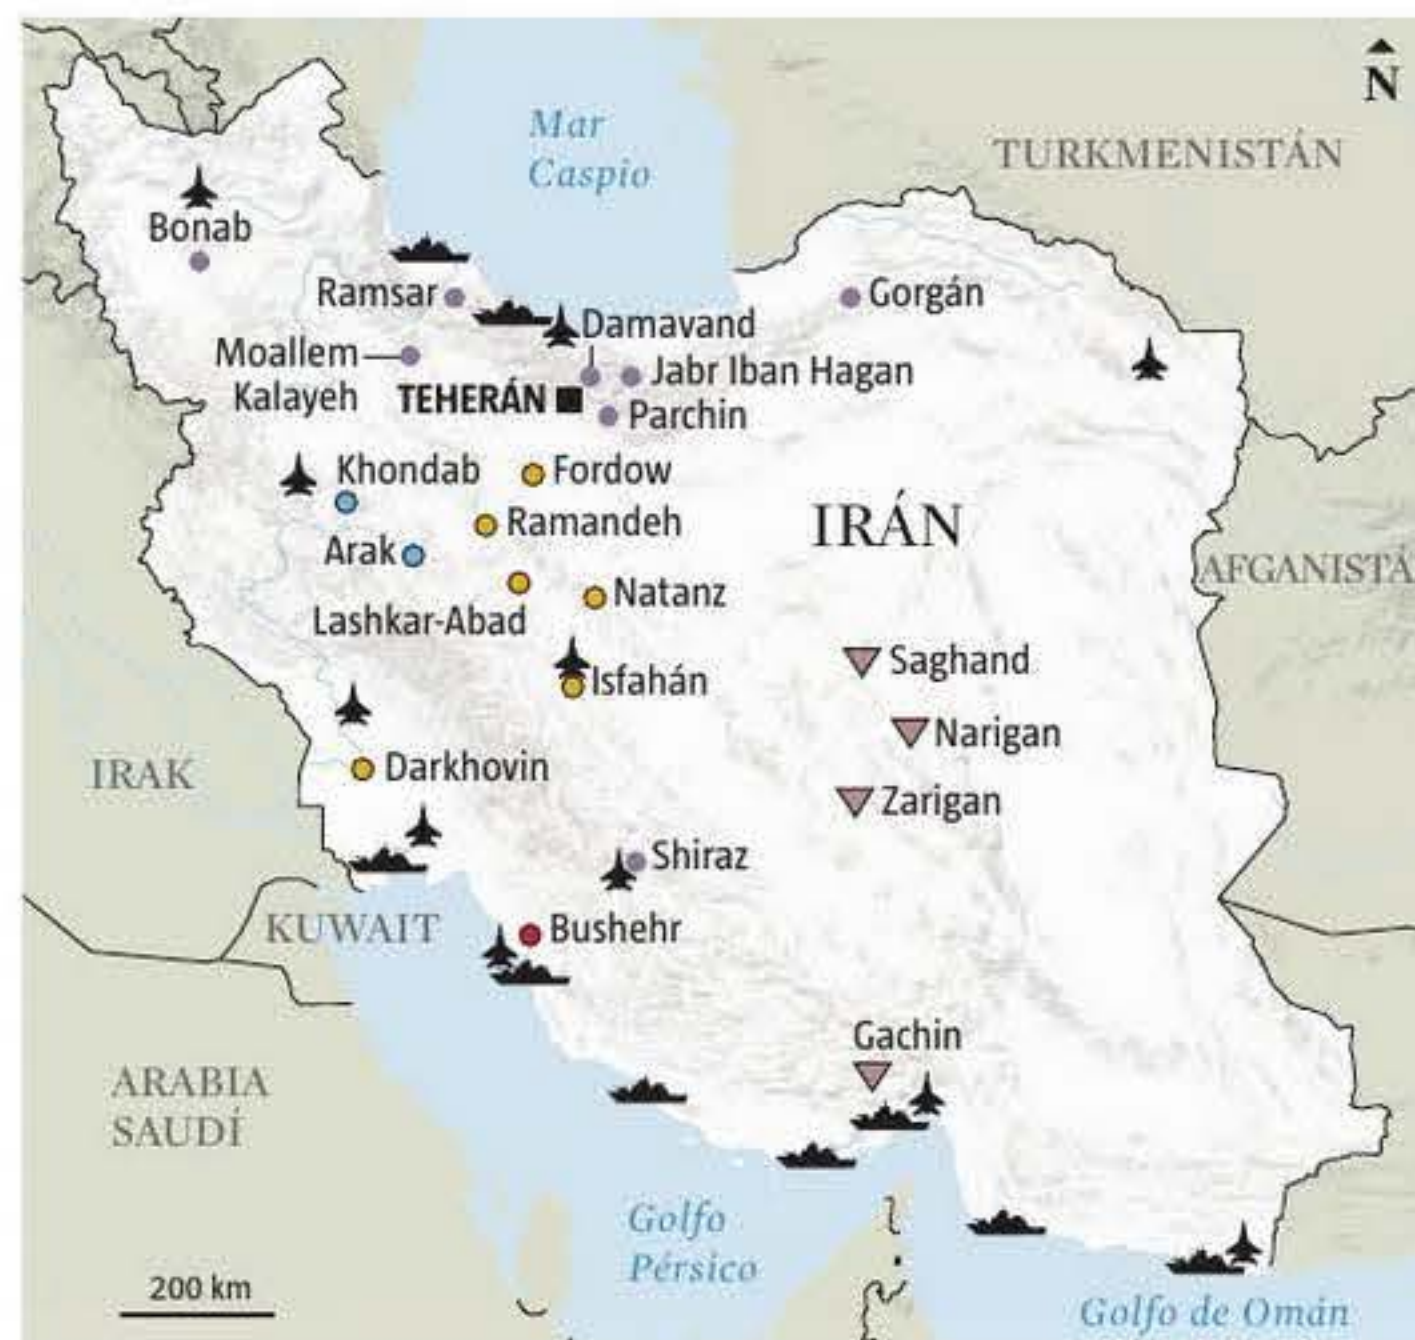 N
Mar
Caspio
TURKMENISTÁN
Bonab
Ramsar
Gorgán
Damavand
Moallem
Kalayeh
Jabr Iban Hagan
TEHERÁN
Parchin
Khondab
Fordow
Ramandeh
IRÁN
Arak
AFGANISTÁ
Natanz
Lashkar-Abad
Saghand
Isfahán
Narigan
IRAK
Darkhovin
Zarigan
Shiraz
KUWAIT
Bushehr
Gachin
ARABIA
SAUDÍ
Golfo
Pérsico
200 km
Golfo de Omán